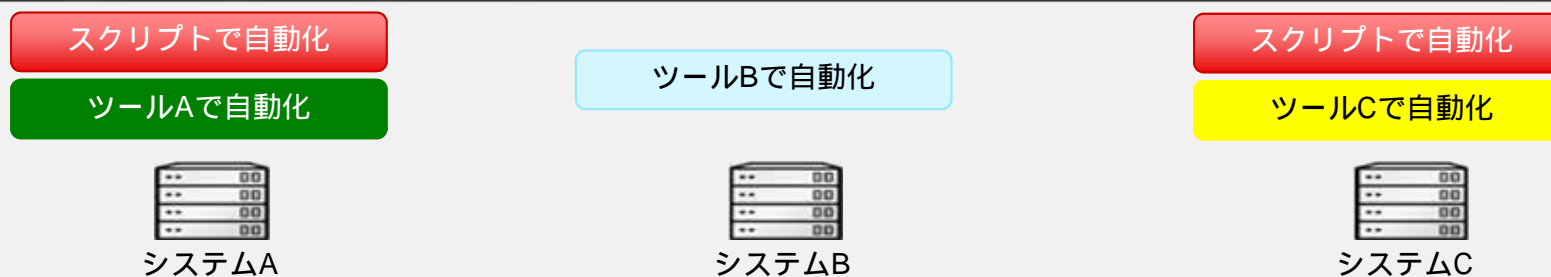 スクリプトで自動化
ツールAで自動化
システムA
ツールBで自動化
システムB
スクリプトで自動化
ツールCで自動化
システムC